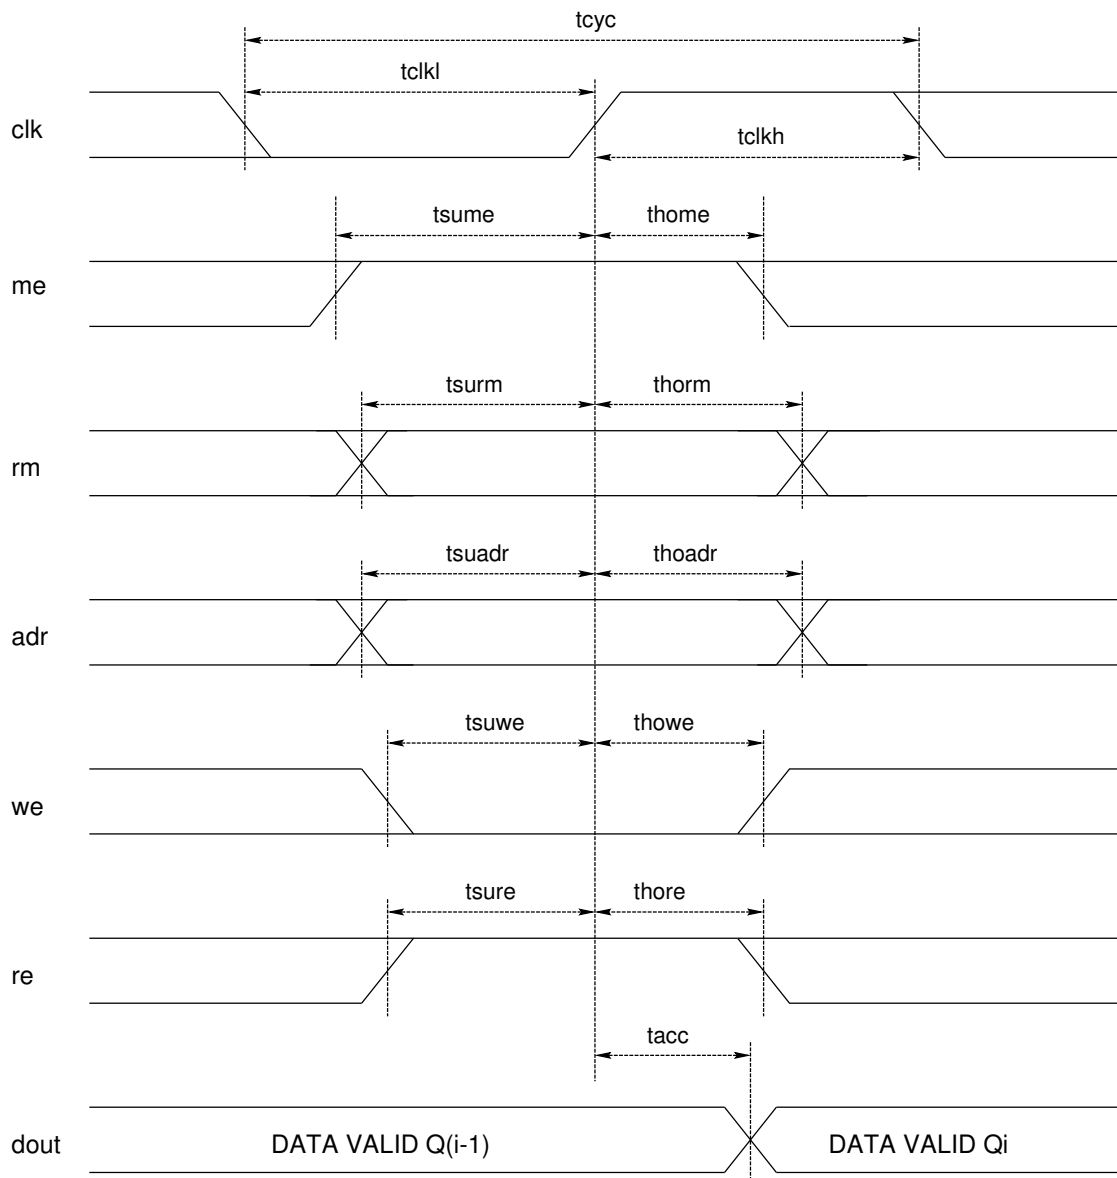 tcyc
tclkl
clk
tclkh
tsume thome
me
tsurm thorm
rm
tsuadr thoadr
adr
tsuwe thowe
we
tsure thore
re
tacc
dout DATA VALID Q(i-1) DATA VALID Qi